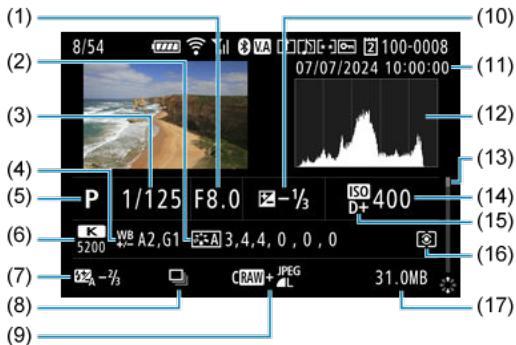 (1)
(10)
8/54 V.A 2 100-0008
(2)
07/07/2024 10:00:00
(11)
(3)
(12)
(4)
(13)
(5)
P 1/125 F8.0 -1/3 ISO 400
D+
(14)
(15)
(6)
K
5200
WB
+/- A2,G1 A 3,4,4, 0 , 0 , 0
(16)
(7)
A -2/3 CRAW+JPEG
L 31.0MB
(8)
(9)
(17)